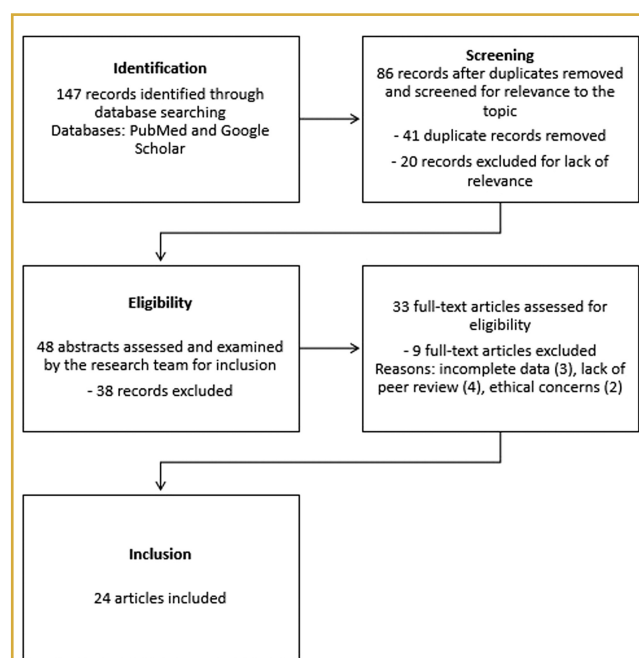 Identification
147 records identified through
database searching
Databases: PubMed and Google
Scholar
Screening
86 records after duplicates removed
and screened for relevance to the
topic
- 41 duplicate records removed
- 20 records excluded for lack of
relevance
Eligibility
48 abstracts assessed and examined
by the research team for inclusion
- 38 records excluded
33 full-text articles assessed for
eligibility
- 9 full-text articles excluded
Reasons: incomplete data (3), lack of
peer review (4), ethical concerns (2)
Inclusion
24 articles included